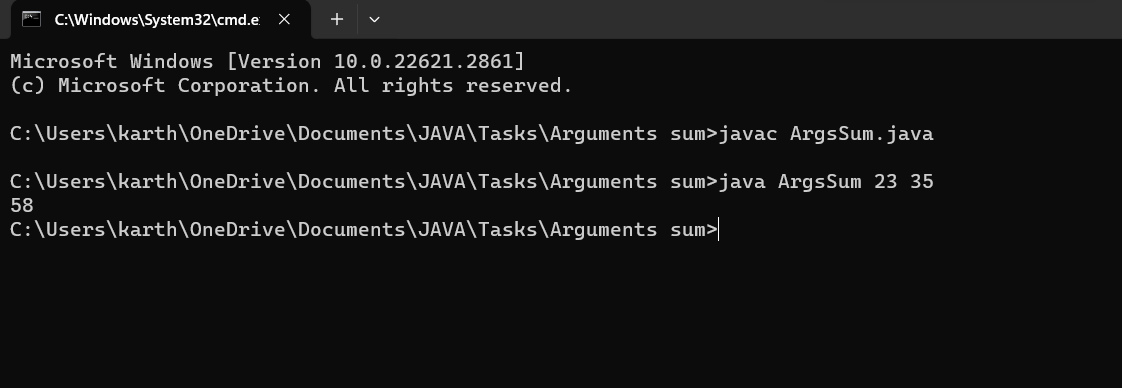 C:\Windows\System32\cmd.e
Microsoft Windows [Version 10.0.22621.2861]
(c) Microsoft Corporation. All rights reserved.
C:\Users\karth\OneDrive\Documents\JAVA\Tasks\Arguments sum>javac ArgsSum.java
C:\Users\karth\OneDrive\Documents\JAVA\Tasks\Arguments sum>java ArgsSum 23 35
58
C:\Users\karth\OneDrive\Documents\JAVA\Tasks\Arguments sum>